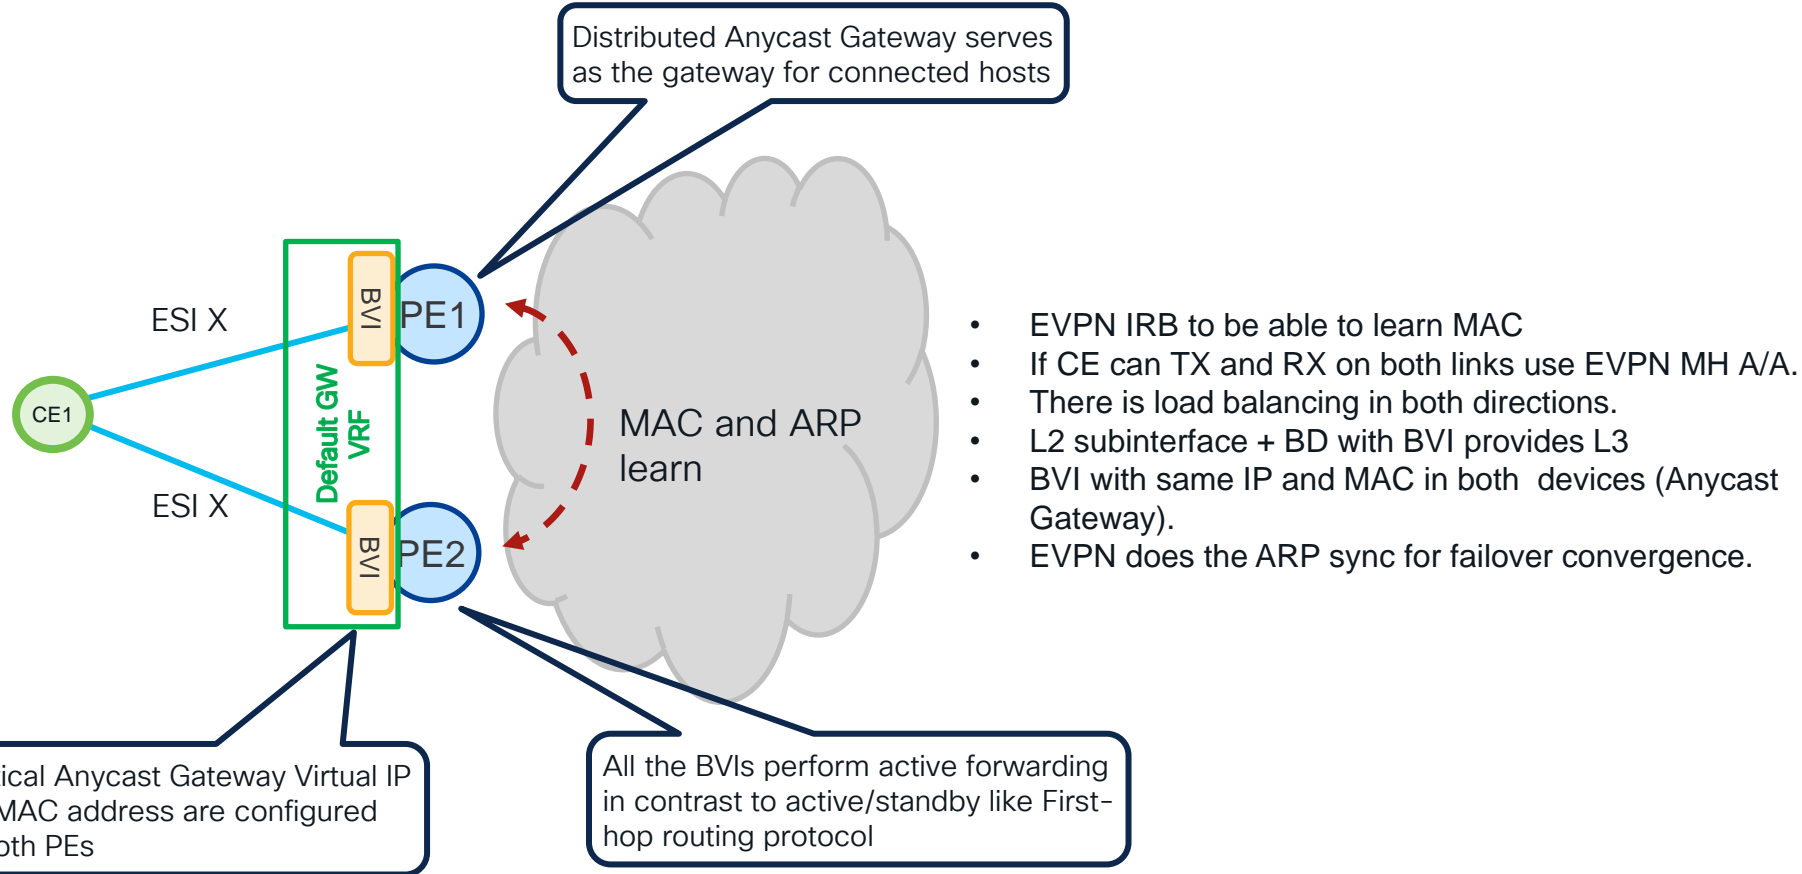 Distributed Anycast Gateway serves
as the gateway for connected hosts
ESI X
BVI
PE1
CE1
Default GW
VRF
MAC and ARP
learn
ESI X
BVI
PE2
• EVPN IRB to be able to learn MAC
• If CE can TX and RX on both links use EVPN MH A/A.
• There is load balancing in both directions.
• L2 subinterface + BD with BVI provides L3
• BVI with same IP and MAC in both devices (Anycast
Gateway).
• EVPN does the ARP sync for failover convergence.
Anycast Gateway Virtual IP
MAC address are configured
PEs
All the BVIs perform active forwarding
in contrast to active/standby like First-
hop routing protocol